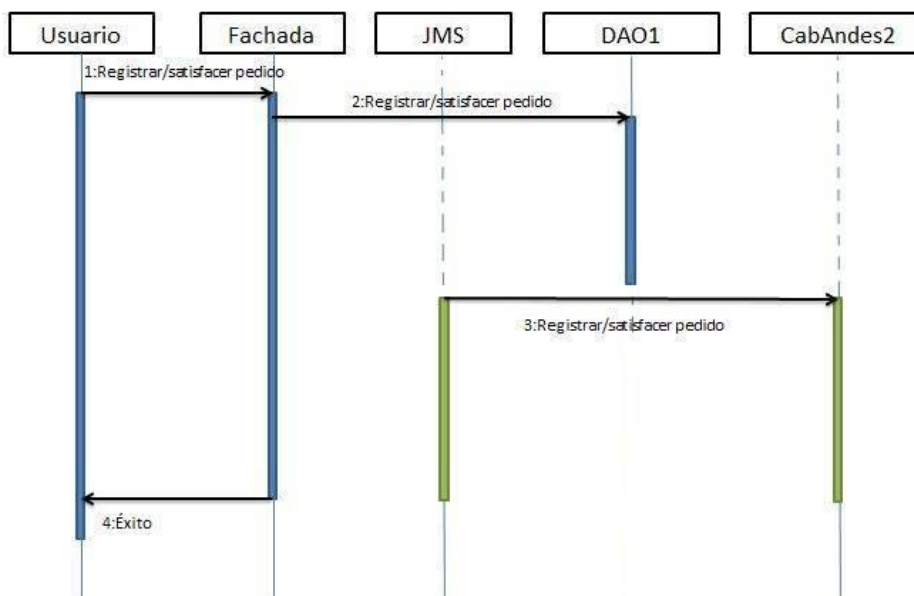 Usuario
Fachada
JMS
DAO1
CabAndes2
1:Registrar/satisfacer pedido
2:Registrar/satisfacer pedido
3:Registrar/satisfacer pedido
4:Éxito